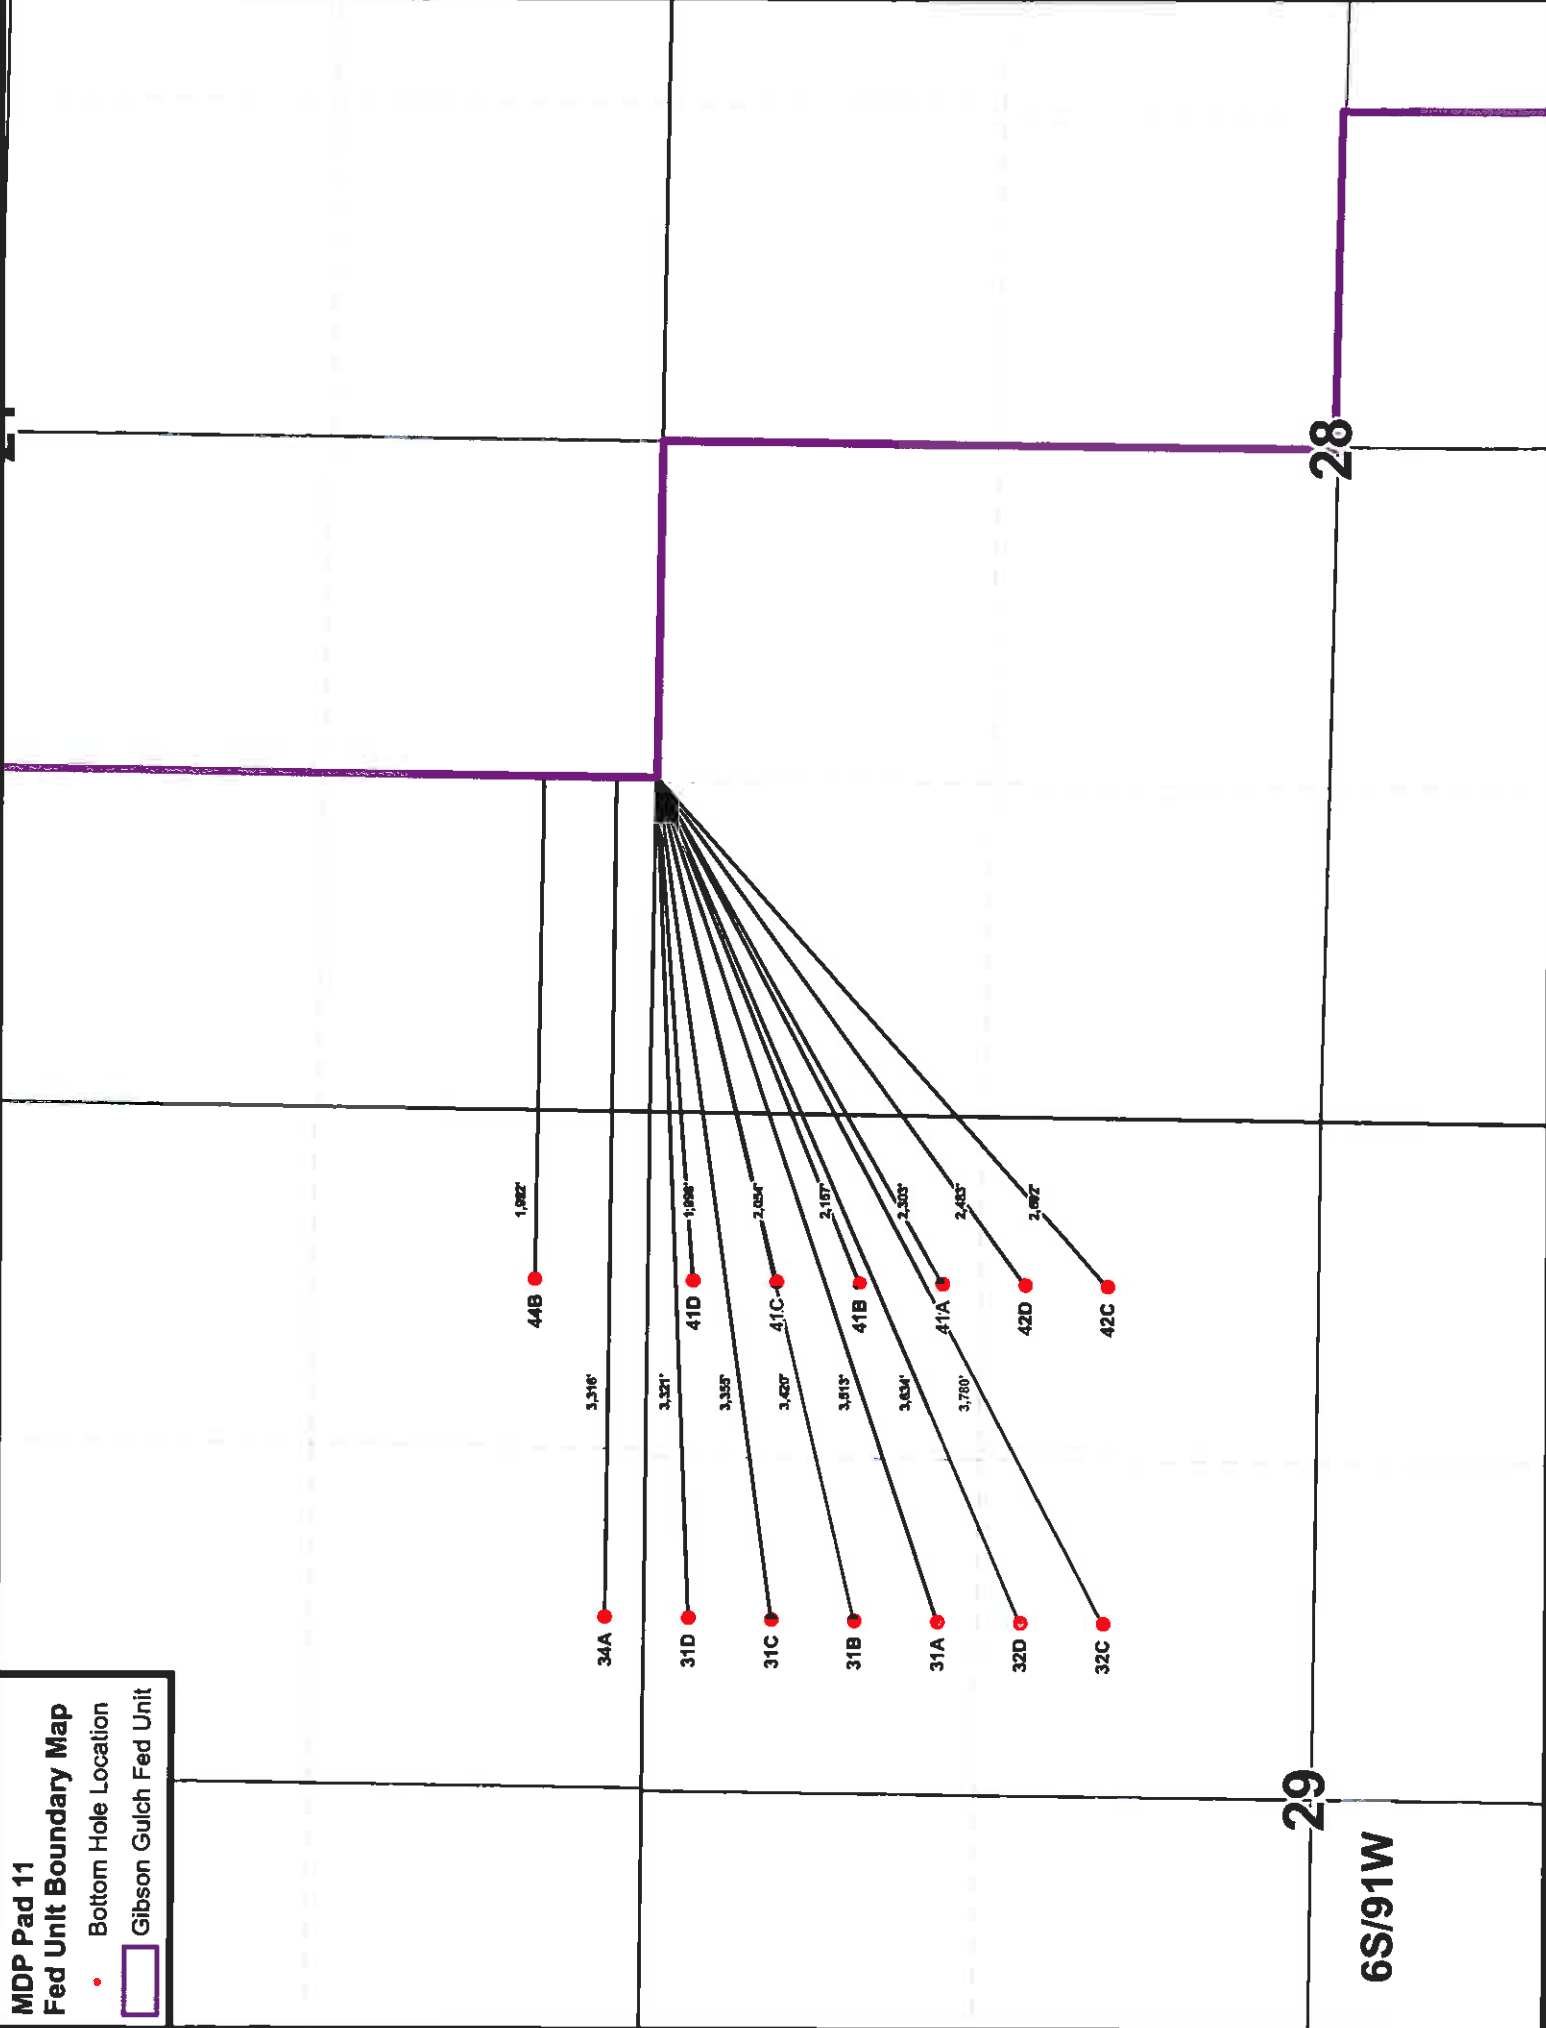 MDP Pad 11
Fed Unit Boundary Map
Bottom Hole Location
Gibson Gulch Fed Unit
34A
3,316'
44B
1,982'
31D
3,321'
41D
31C
3,355'
41C
2,054'
31B
3,420'
41B
2,157'
31A
3,513'
41A
2,303'
32D
3,634'
42D
2,483'
32C
3,780'
42C
29
28
6S/91W